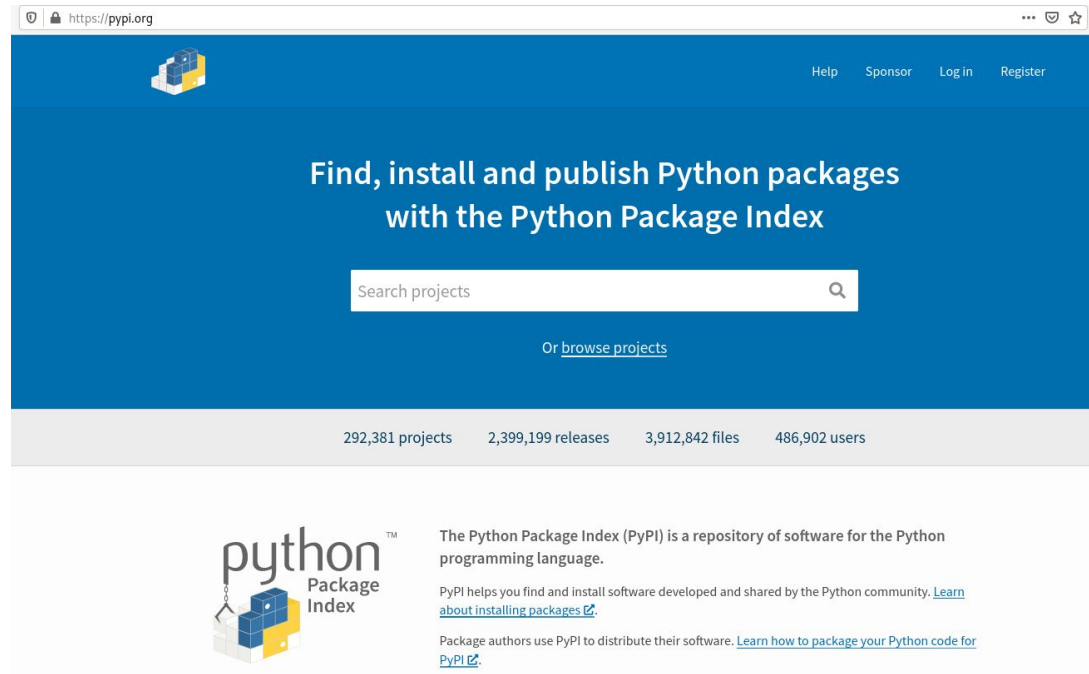 https://pypi.org
Help Sponsor Log in Register
Find, install and publish Python packages
with the Python Package Index
Search projects
Or browse projects
292,381 projects 2,399,199 releases 3,912,842 files 486,902 users
python™
Package
Index
The Python Package Index (PyPI) is a repository of software for the Python
programming language.
PyPI helps you find and install software developed and shared by the Python community. Learn
about installing packages.
Package authors use PyPI to distribute their software. Learn how to package your Python code for
PyPI.